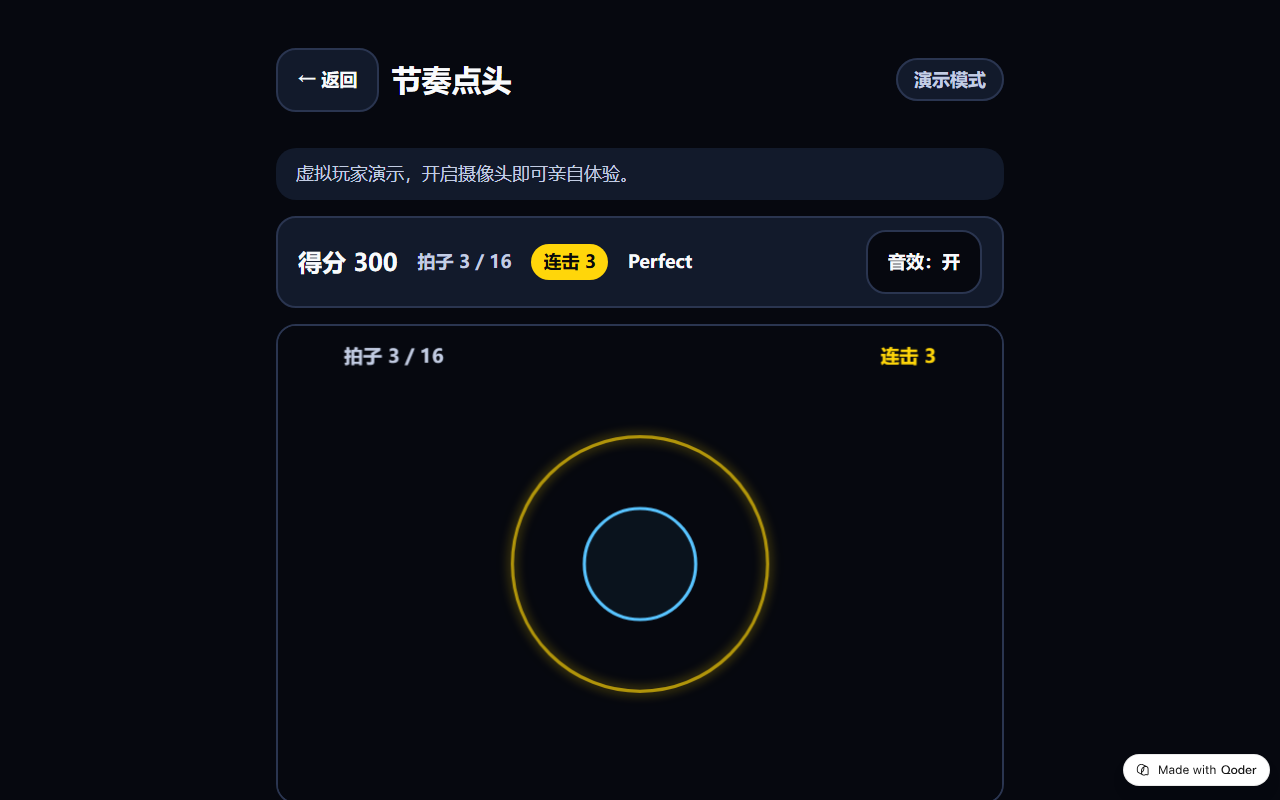 ← 返回
节奏点头
演示模式
虚拟玩家演示，开启摄像头即可亲自体验。
得分 300 拍子 3 / 16 连击 3 Perfect 音效：开
拍子 3 / 16 连击 3
Made with Qoder